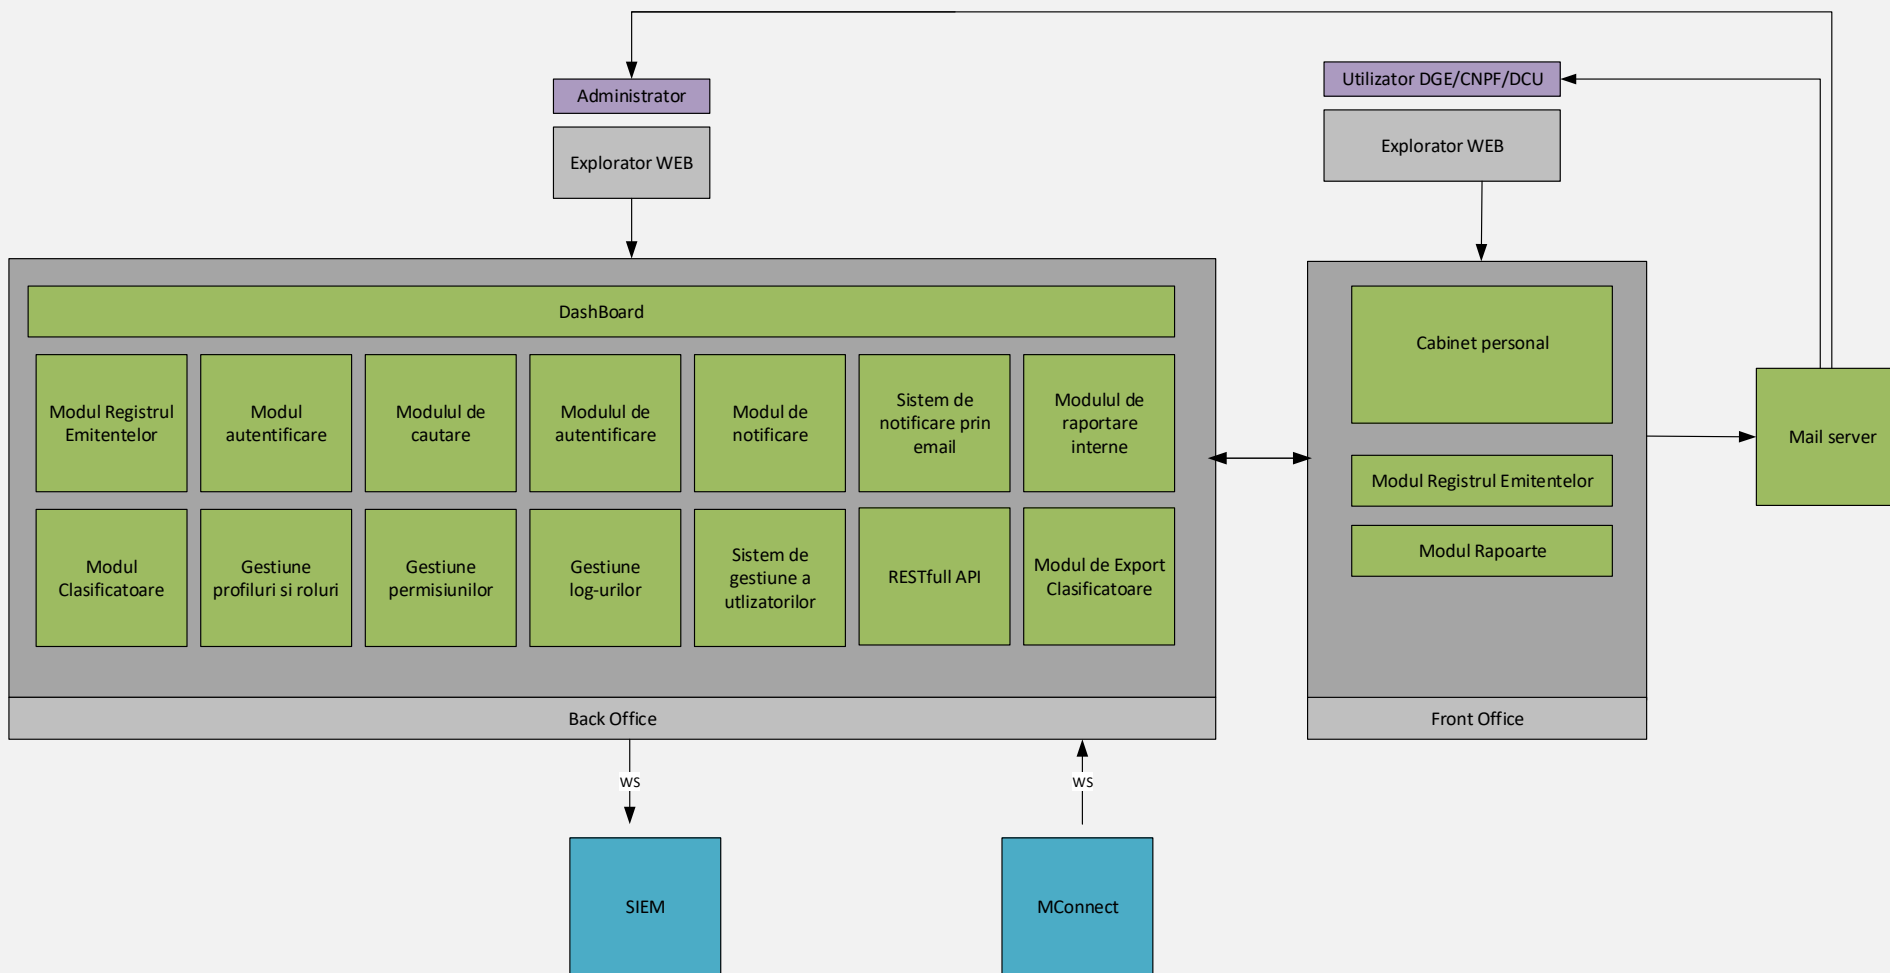 Administrator
Explorator WEB
Utilizator DGE/CNPF/DCU
Explorator WEB
DashBoard
Modul Registrul
Emitentelor
Modul
autentificare
Modulul de
cautare
Modulul de
autentificare
Modul de
notificare
Sistem de
notificare prin
email
Modulul de
raportare
interne
Modul
Clasificatoare
Gestiune
profiluri si roluri
Gestiune
permisiunilor
Gestiune
log-urilor
Sistem de
gestiune a
utlizatorilor
RESTfull API
Modul de Export
Clasificatoare
Back Office
Cabinet personal
Modul Registrul Emitentelor
Modul Rapoarte
Front Office
Mail server
WS
WS
SIEM
MConnect